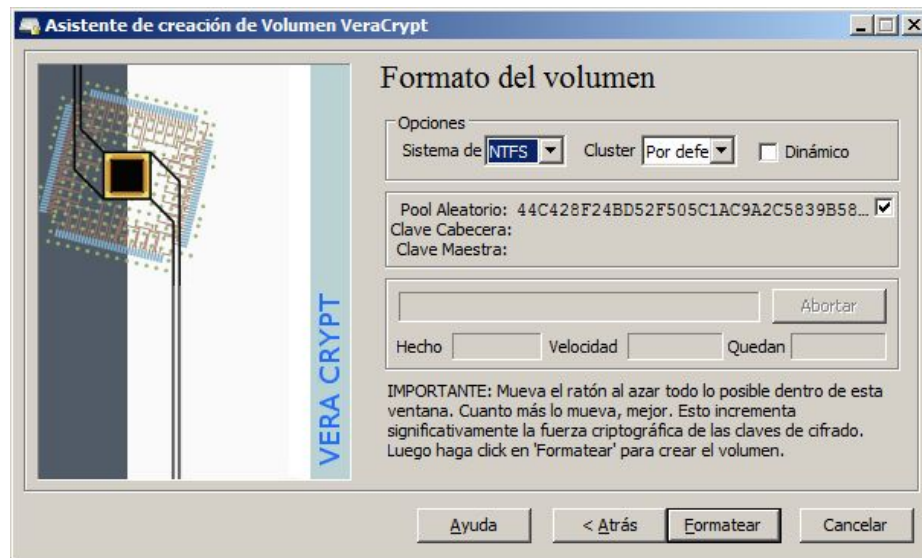 Asistente de creación de Volumen VeraCrypt
Formato del volumen
Opciones
Sistema de NTFS Cluster Por defe Dinámico
Pool Aleatorio: 44C428F24BD52F505C1AC9A2C5839B58...
Clave Cabecera:
Clave Maestra:
Abortar
Hecho Velocidad Quedan
IMPORTANTE: Mueva el ratón al azar todo lo posible dentro de esta
ventana. Cuanto más lo mueva, mejor. Esto incrementa
significativamente la fuerza criptográfica de las claves de cifrado.
Luego haga click en 'Formatear' para crear el volumen.
VERA CRYPT
Ayuda < Atrás Formatear Cancelar